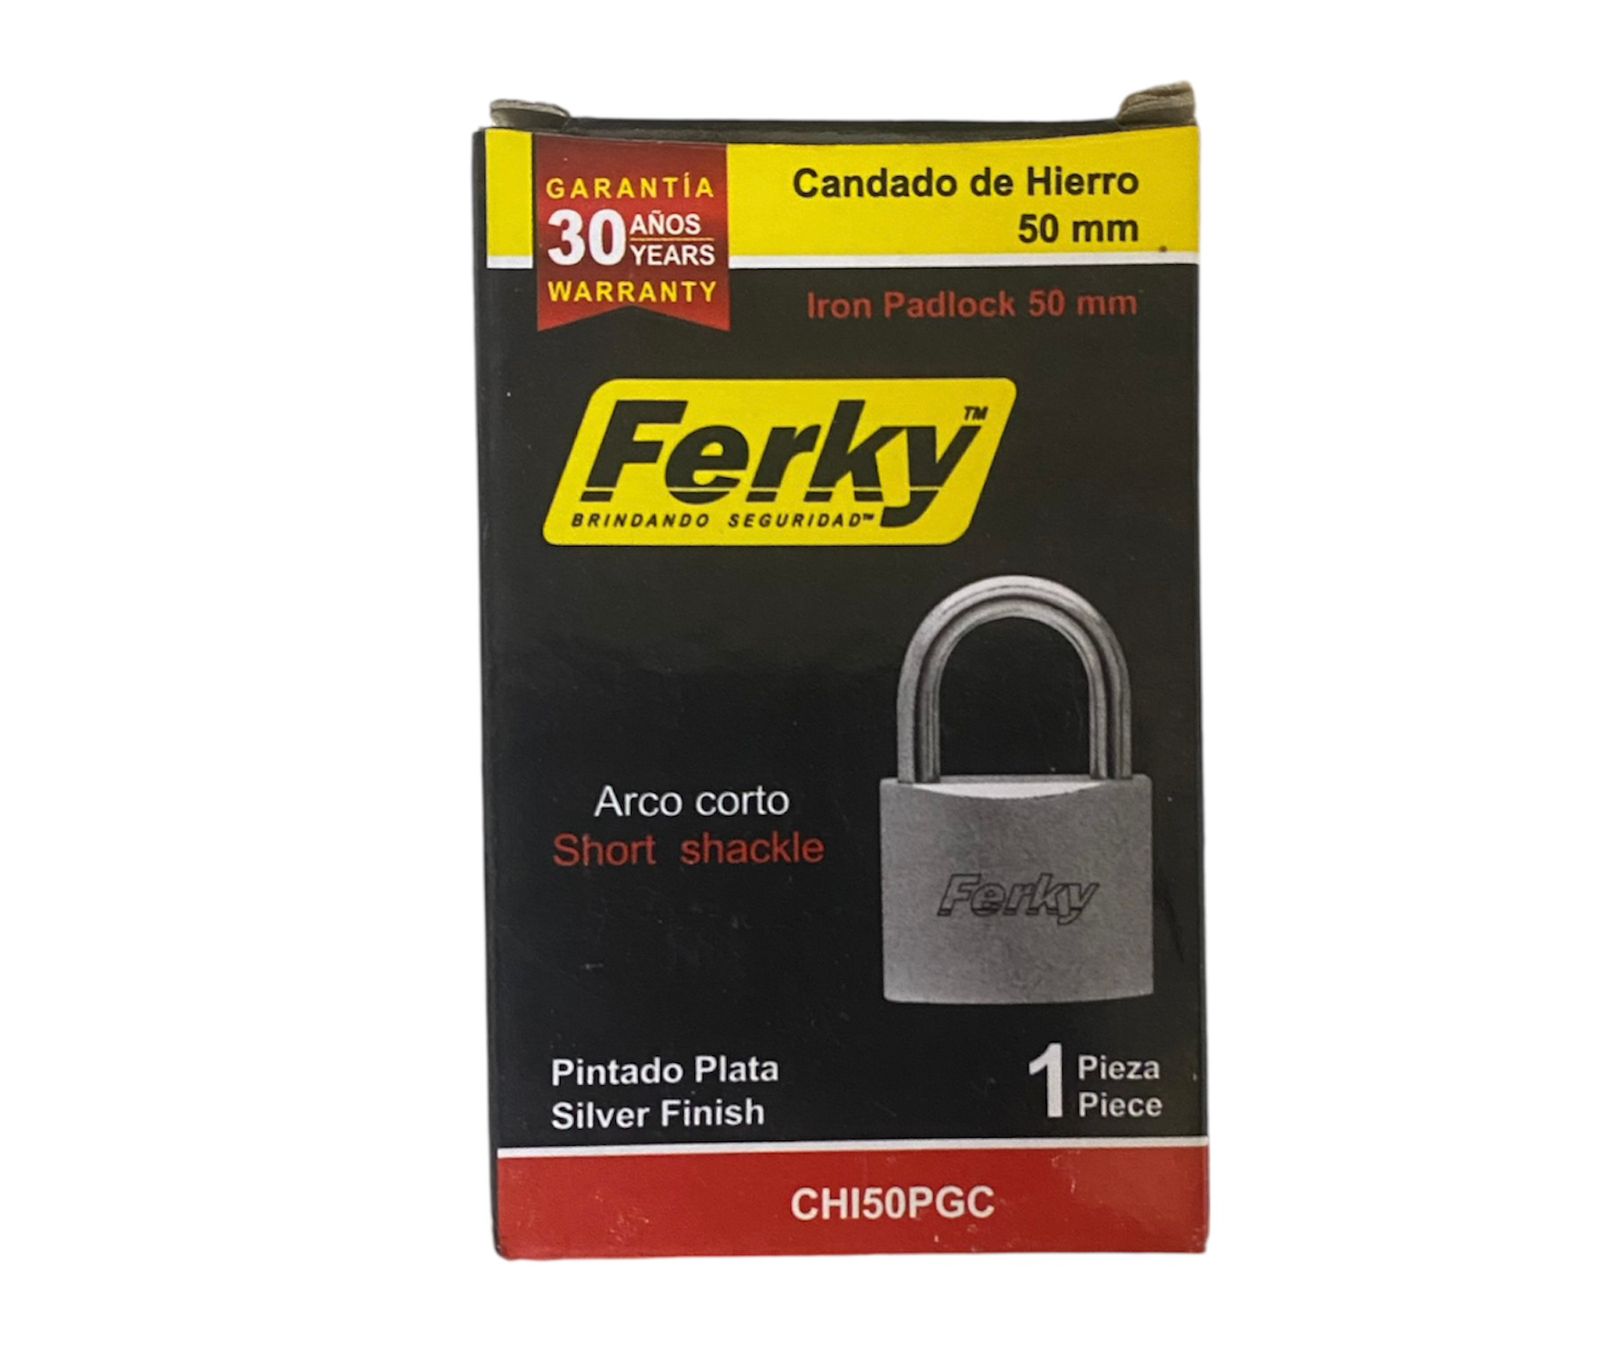 GARANTÍA
30 AÑOS
YEARS
WARRANTY
Candado de Hierro
50 mm
Iron Padlock 50 mm
Ferky™
BRINDANDO SEGURIDAD™
Arco corto
Short shackle
Ferky
Pintado Plata
Silver Finish
1 Pieza
Piece
CHI50PGC